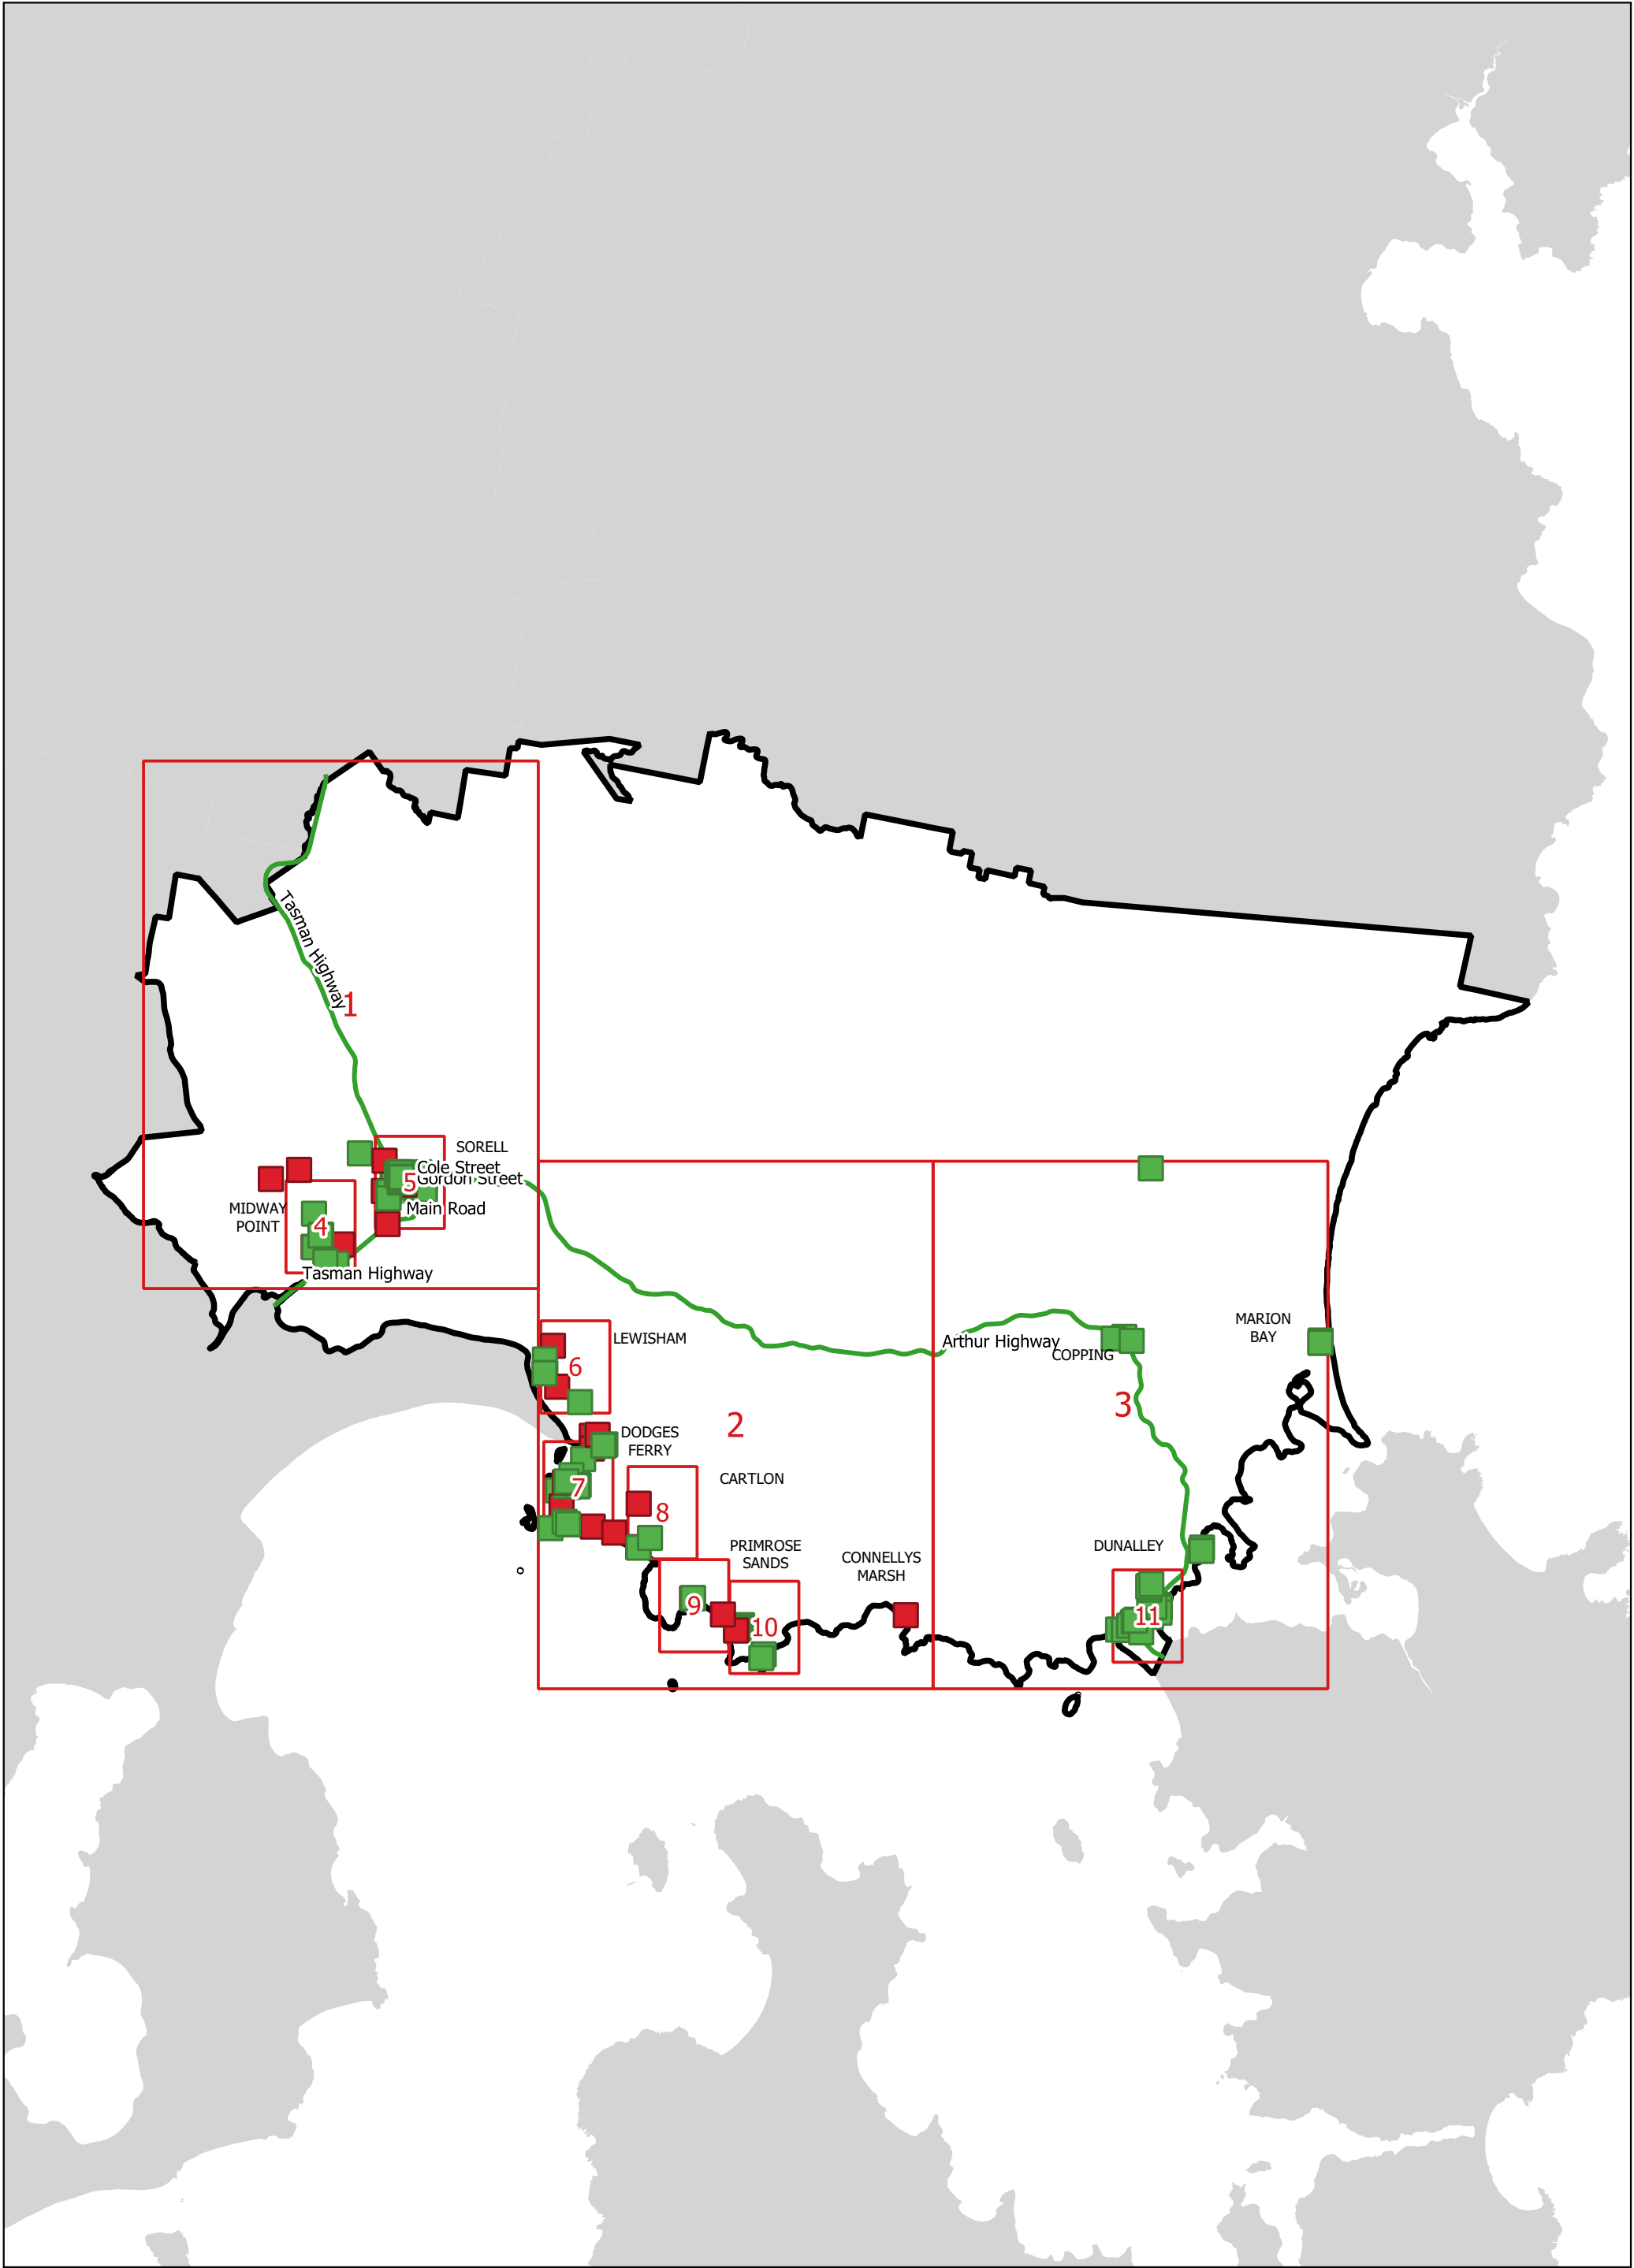 Tasman Highway
1
SORELL
Cole Street
Gordon Street
5
Main Road
MIDWAY
POINT
4
Tasman Highway
LEWISHAM
6
Arthur Highway
COPPING
MARION
BAY
3
2
DODGES
FERRY
7
CARTLON
8
PRIMROSE
SANDS
CONNELLYS
MARSH
DUNALLEY
9
10
11